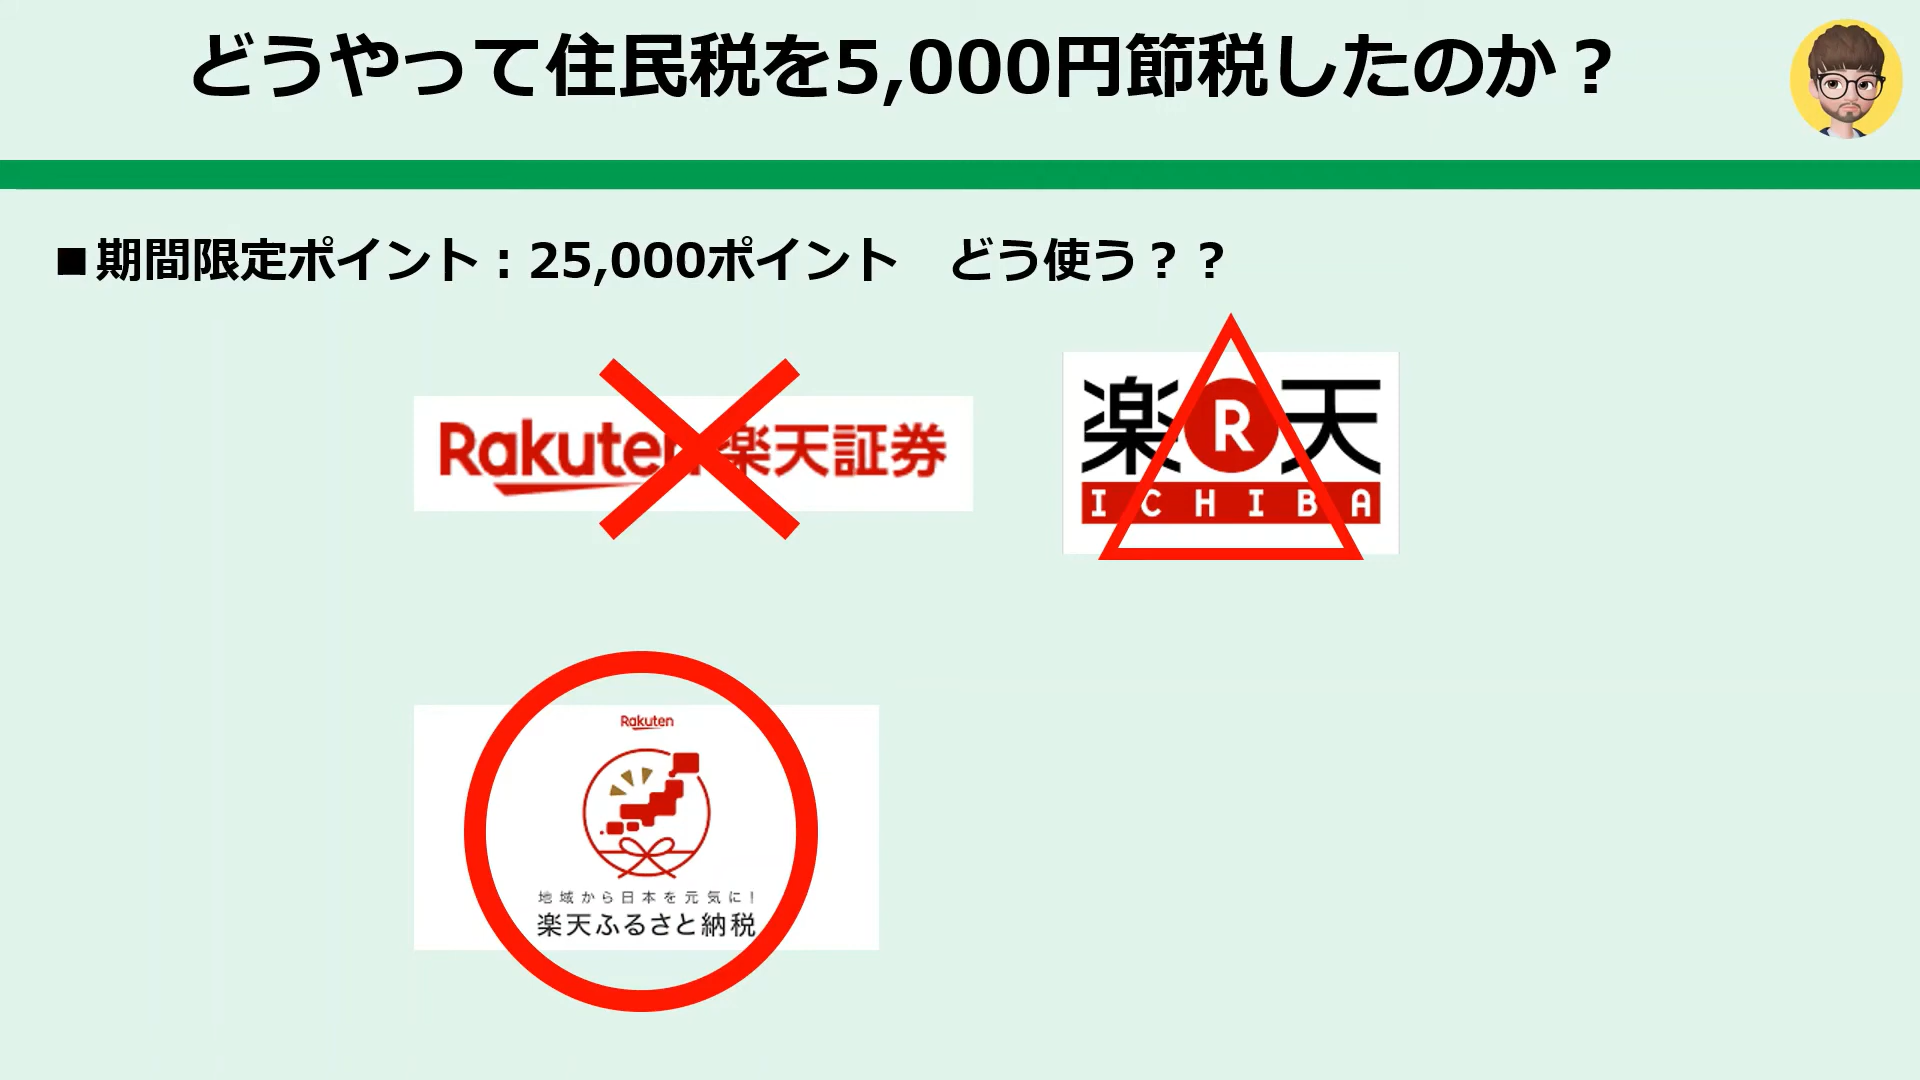 どうやって住民税を5,000円節税したのか？
■期間限定ポイント：25,000ポイント　どう使う？？
Rakuten 楽天証券
楽R天
ICHIBA
Rakuten
地域から日本を元気に！
楽天ふるさと納税